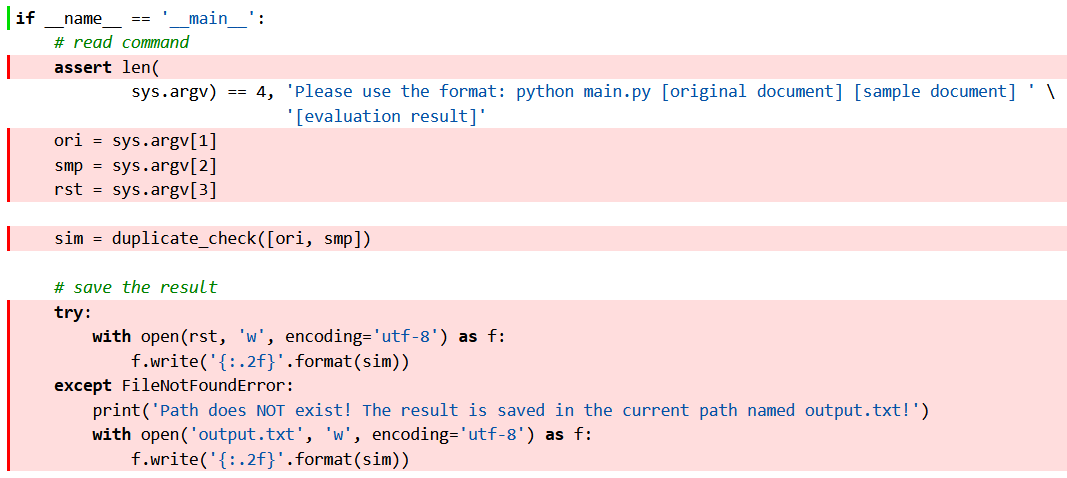 if __name__ == '__main__':
    # read command
    assert len(
            sys.argv) == 4, 'Please use the format: python main.py [original document] [sample document] ' \
                            '[evaluation result]'
    ori = sys.argv[1]
    smp = sys.argv[2]
    rst = sys.argv[3]
    sim = duplicate_check([ori, smp])
    # save the result
    try:
        with open(rst, 'w', encoding='utf-8') as f:
            f.write('{:.2f}'.format(sim))
    except FileNotFoundError:
        print('Path does NOT exist! The result is saved in the current path named output.txt!')
        with open('output.txt', 'w', encoding='utf-8') as f:
            f.write('{:.2f}'.format(sim))